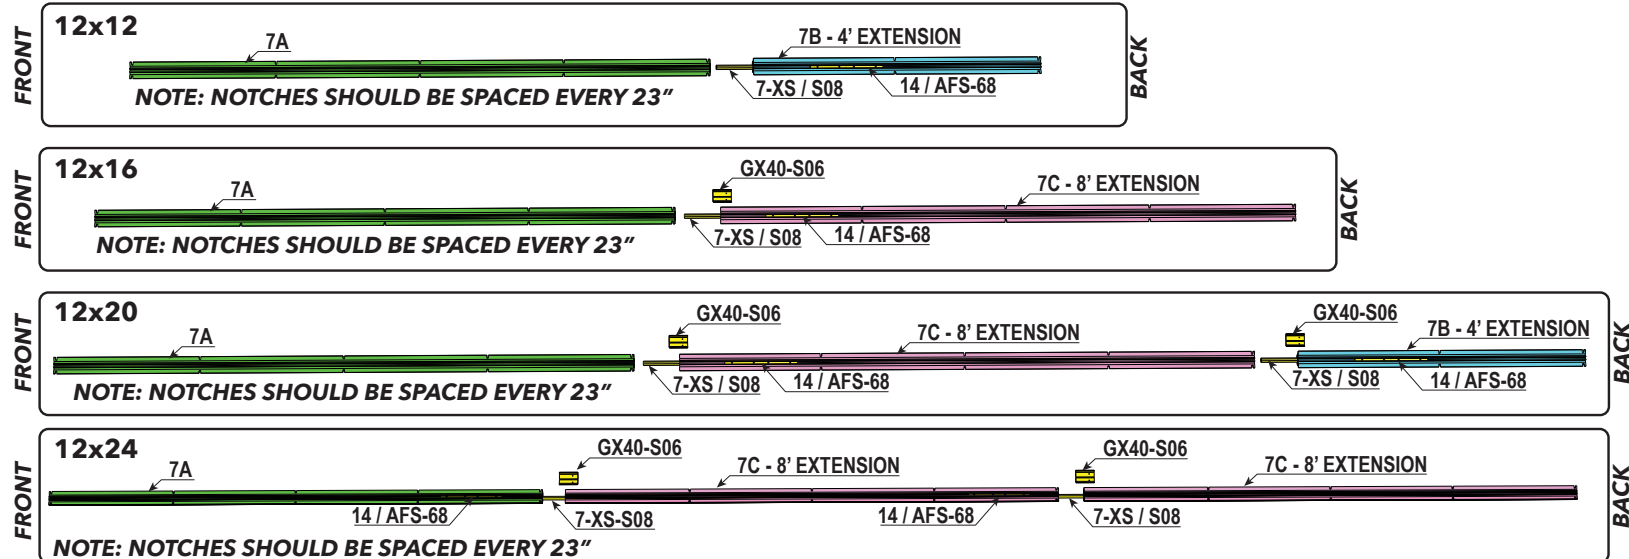 12x12
FRONT
7A
7B - 4' EXTENSION
BACK
7-XS / S08
14 / AFS-68
NOTE: NOTCHES SHOULD BE SPACED EVERY 23"
12x16
FRONT
7A
GX40-S06
7C - 8' EXTENSION
BACK
7-XS / S08
14 / AFS-68
NOTE: NOTCHES SHOULD BE SPACED EVERY 23"
12x20
FRONT
7A
GX40-S06
7C - 8' EXTENSION
GX40-S06
7B - 4' EXTENSION
BACK
7-XS / S08
14 / AFS-68
7-XS / S08
14 / AFS-68
NOTE: NOTCHES SHOULD BE SPACED EVERY 23"
12x24
FRONT
7A
GX40-S06
7C - 8' EXTENSION
GX40-S06
7C - 8' EXTENSION
BACK
14 / AFS-68
7-XS-S08
14 / AFS-68
7-XS / S08
NOTE: NOTCHES SHOULD BE SPACED EVERY 23"